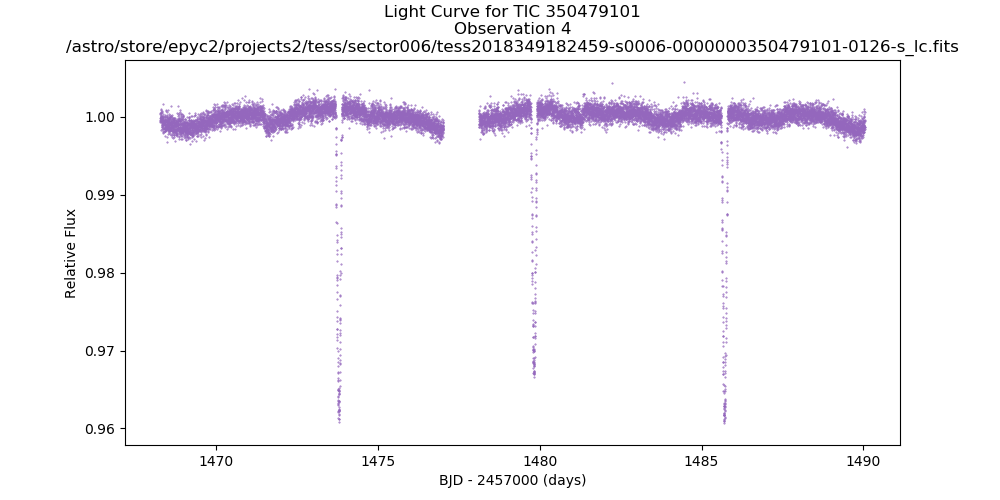 Light Curve for TIC 350479101
Observation 4
/astro/store/epyc2/projects2/tess/sector006/tess2018349182459-s0006-0000000350479101-0126-s_lc.fits
1.00
0.99
0.98
0.97
0.96
Relative Flux
1470
1475
1480
1485
1490
BJD - 2457000 (days)